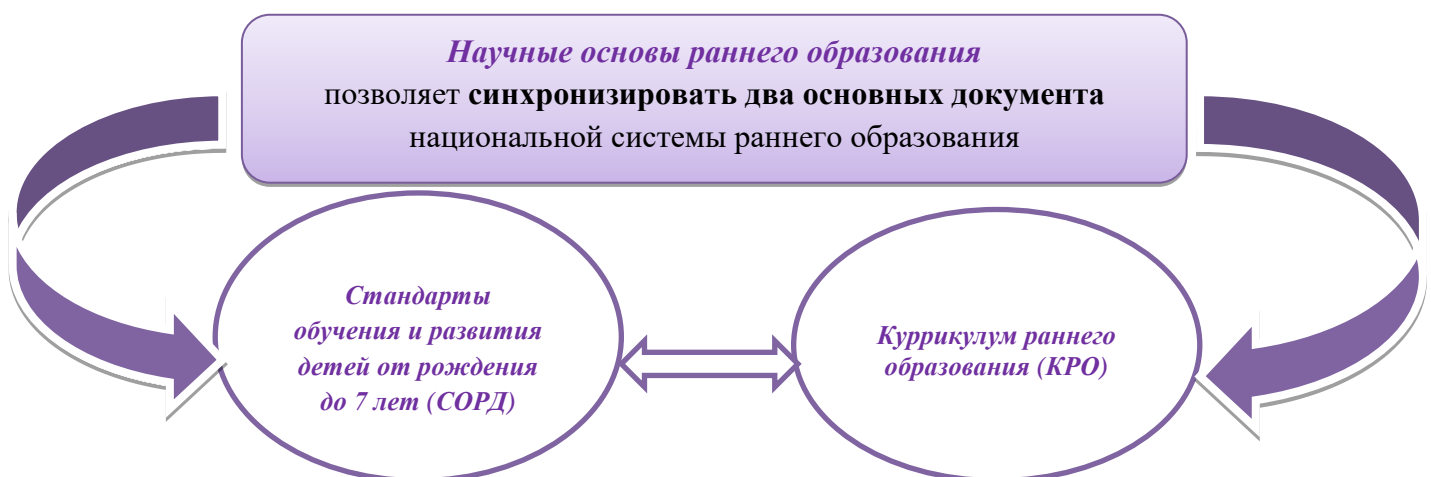 Научные основы раннего образования
позволяет синхронизировать два основных документа
национальной системы раннего образования
Стандарты
обучения и развития
детей от рождения
до 7 лет (СОРД)
Куррикулум раннего
образования (КРО)